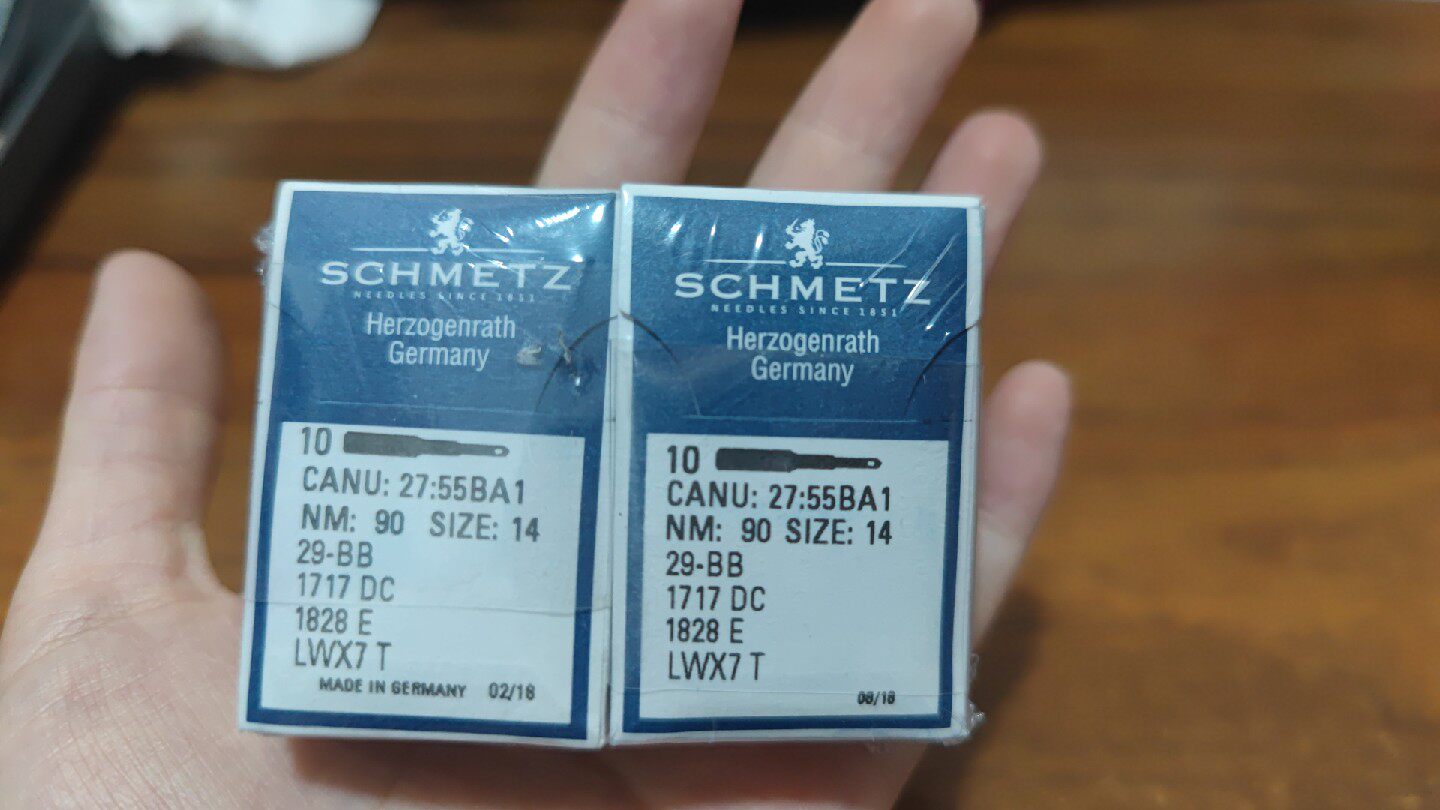 SCHMETZ
NEEDLES SINCE 1851
Herzogenrath
Germany
10
CANU: 27:55BA1
NM: 90 SIZE: 14
29-BB
1717 DC
1828 E
LWX7 T
MADE IN GERMANY 02/18
SCHMETZ
NEEDLES SINCE 1851
Herzogenrath
Germany
10
CANU: 27:55BA1
NM: 90 SIZE: 14
29-BB
1717 DC
1828 E
LWX7 T
08/18